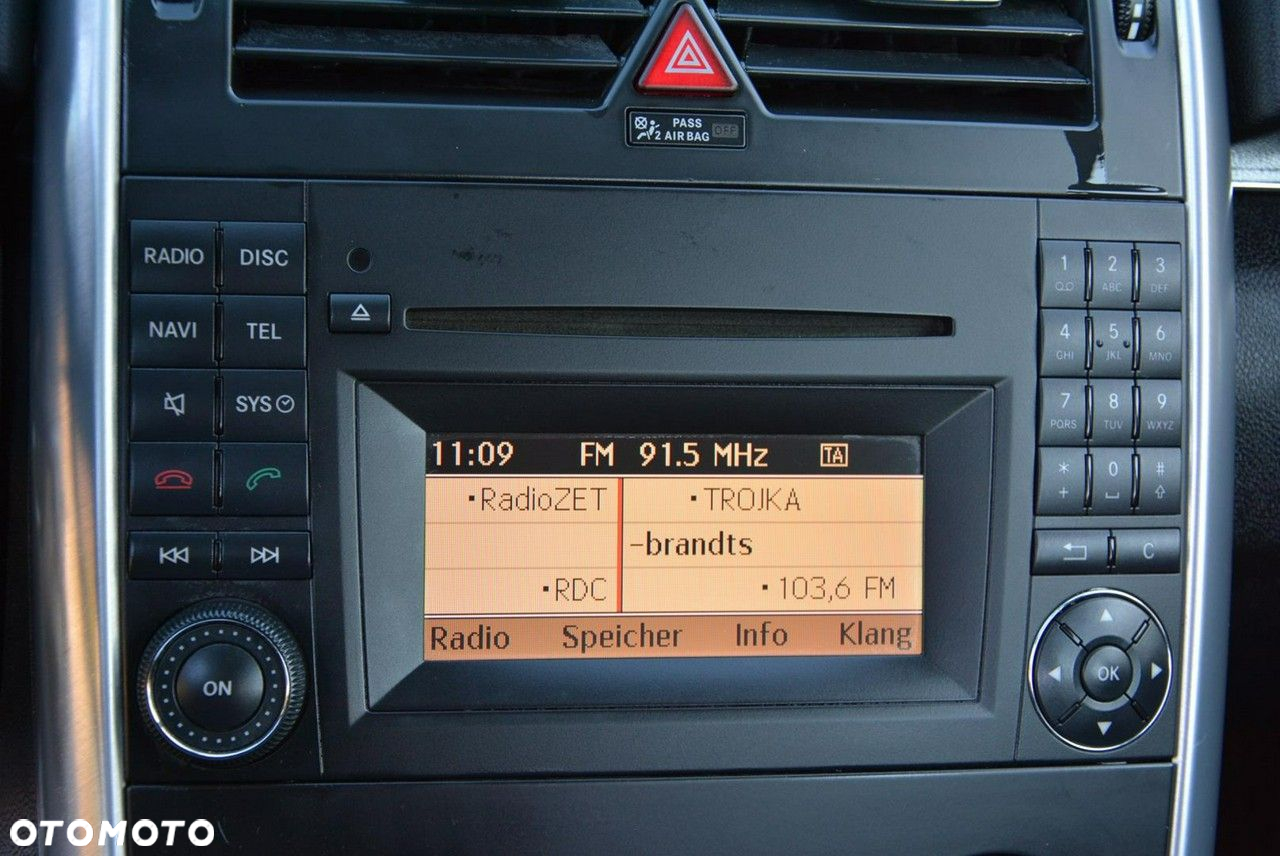 PASS
2 AIR BAG OFF
RADIO DISC
NAVI TEL
SYS
ON
1 2 ABC 3 DEF
4 GHI 5 JKL 6 MNO
7 PQRS 8 TUV 9 WXYZ
* + 0 #
C
OK
11:09 FM 91.5 MHz TA
·RadioZET ·TROJKA
-brandts
·RDC ·103,6 FM
Radio Speicher Info Klang
OTOMOTO